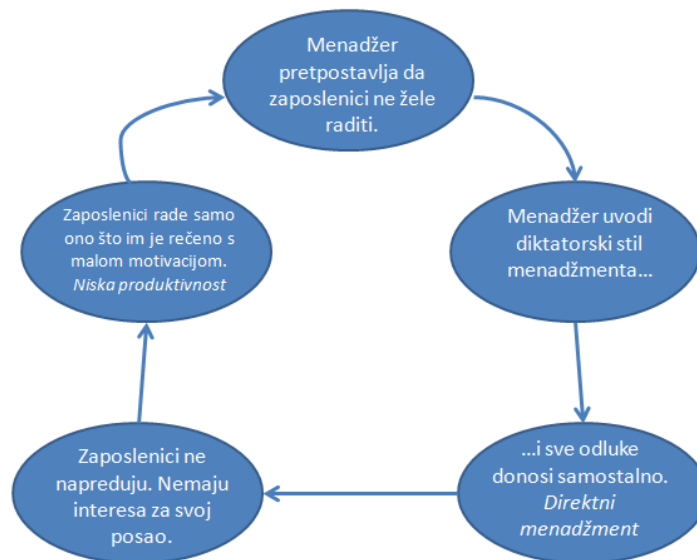 Menadžer
pretpostavlja da
zaposlenici ne žele
raditi.
Menadžer uvodi
diktatorski stil
menadžmenta...
...i sve odluke
donosi samostalno.
Direktni
menadžment
Zaposlenici ne
napreduju. Nemaju
interesa za svoj
posao.
Zaposlenici rade samo
ono što im je rečeno s
malom motivacijom.
Niska produktivnost